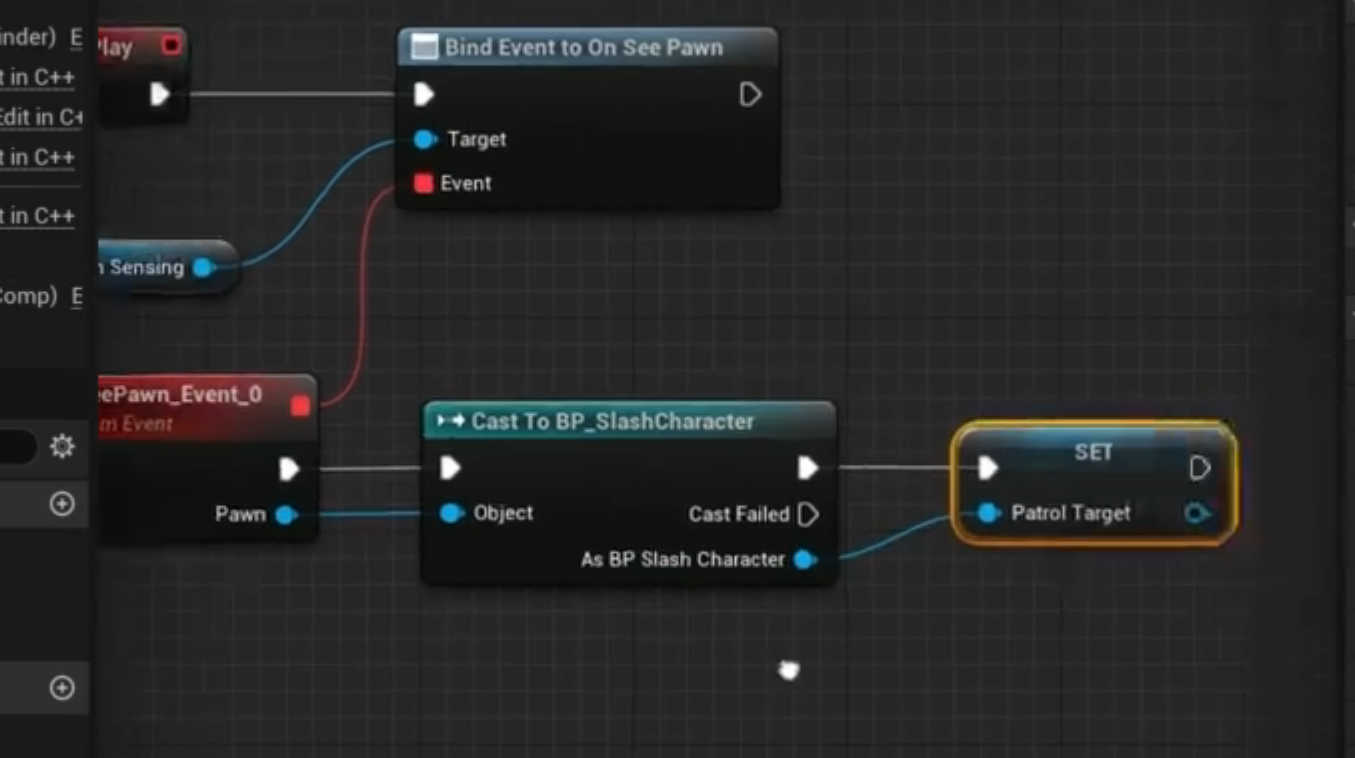 inder) E
t in C++
Edit in C+
t in C++
t in C++
Comp) E
Play
Bind Event to On See Pawn
Target
Event
n Sensing
eePawn_Event_0
m Event
Pawn
Cast To BP_SlashCharacter
Object
Cast Failed
As BP Slash Character
SET
Patrol Target